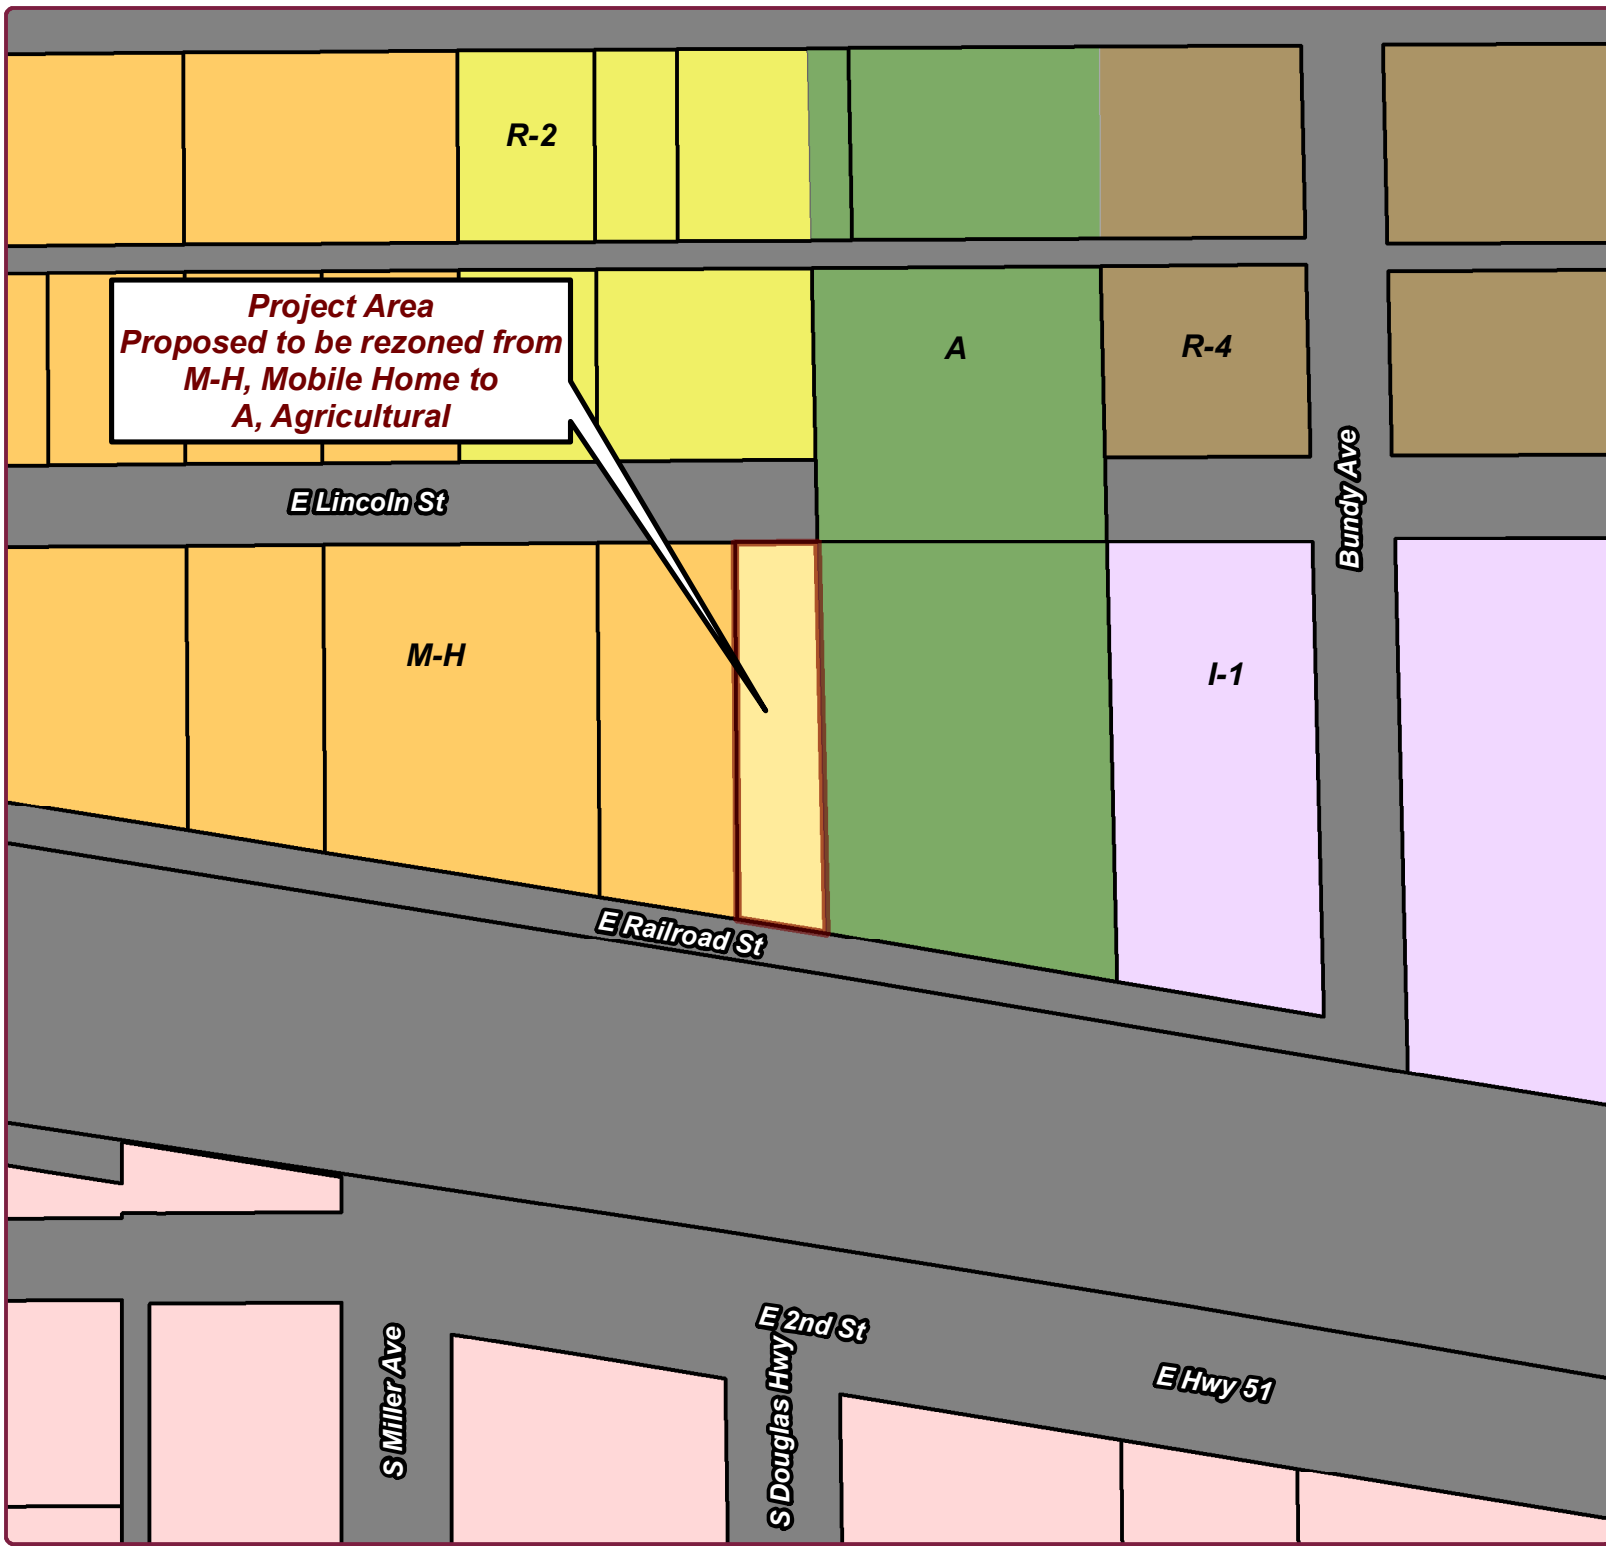 R-2
Project Area
Proposed to be rezoned from
M-H, Mobile Home to
A, Agricultural
A
R-4
Bundy Ave
E Lincoln St
M-H
I-1
E Railroad St
E 2nd St
S Miller Ave
S Douglas Hwy
E Hwy 51